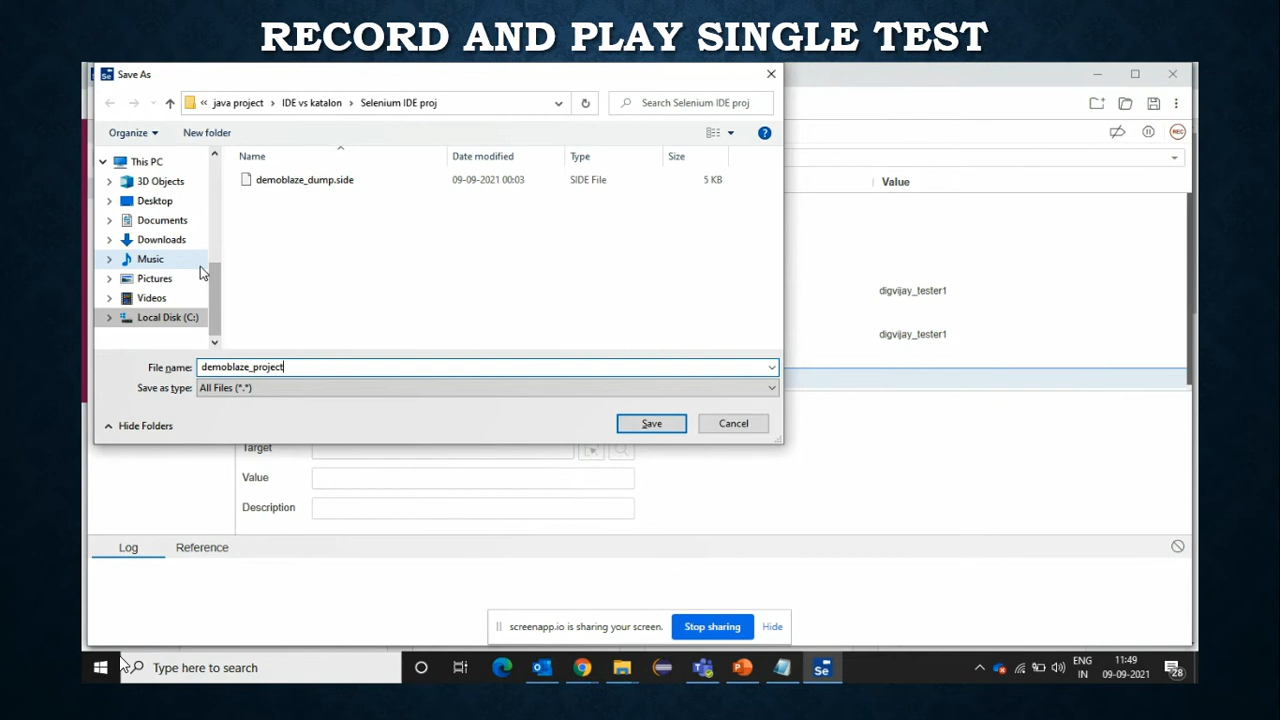 RECORD AND PLAY SINGLE TEST
Se Save As
« java project > IDE vs katalon > Selenium IDE proj
Search Selenium IDE proj
Organize
New folder
?
REC
Name
Date modified
Type
Size
Value
This PC
3D Objects
Desktop
Documents
Downloads
Music
Pictures
Videos
Local Disk (C:)
demoblaze_dump.side
09-09-2021 00:03
SIDE File
5 KB
digvijay_tester1
digvijay_tester1
File name: demoblaze_project
Save as type: All Files (*.*)
Hide Folders
Save
Cancel
Target
Value
Description
Log
Reference
screenapp.io is sharing your screen.
Stop sharing
Hide
Type here to search
Se
ENG
IN
11:49
09-09-2021
28